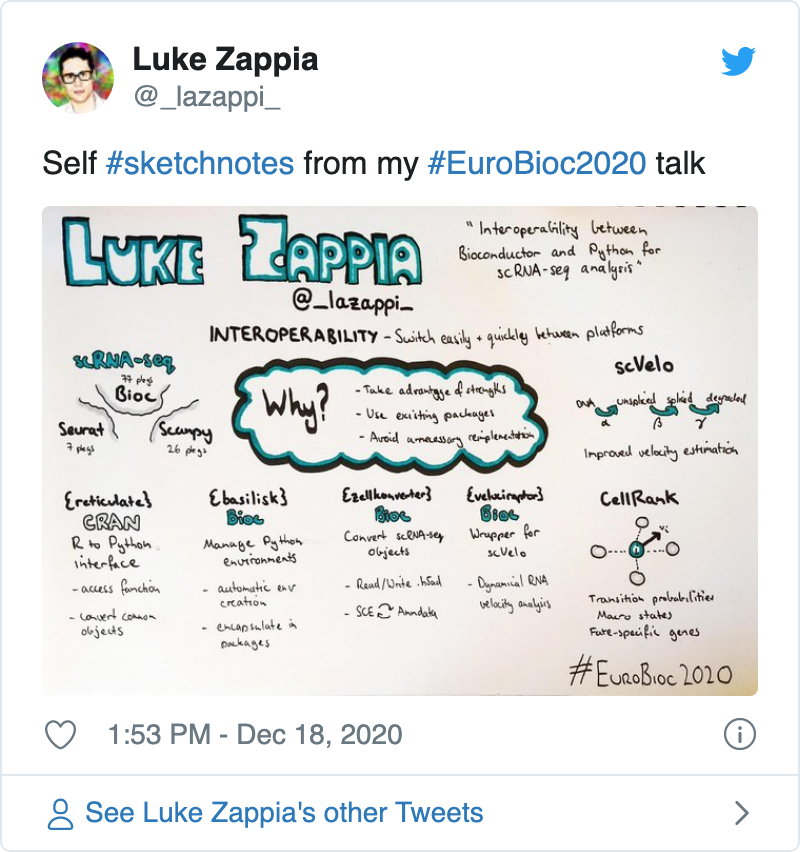 Luke Zappia
@_lazappi_
Self #sketchnotes from my #EuroBioc2020 talk
LUKE ZAPPIA
@_lazappi_
"Interoperability between
Bioconductor and Python for
scRNA-seq analysis"
INTEROPERABILITY - Switch easily + quickly between platforms
scRNA-seq
77 pkgs
Bioc
Seurat
7 pkgs
Scanpy
26 pkgs
Why?
- Take advantage of strengths
- Use existing packages
- Avoid unnecessary reimplementation
scVelo
DNA unspliced spliced degraded
α β γ
Improved velocity estimation
{reticulate}
CRAN
R to Python
interface
- access function
- convert common
objects
{basilisk}
Bioc
Manage Python
environments
- automatic env
creation
- encapsulate in
packages
{zellkonverter}
Bioc
Convert scRNA-seq
objects
- Read/Write .h5ad
- SCE Anndata
{velociraptor}
Bioc
Wrapper for
scVelo
- Dynamical RNA
velocity analysis
CellRank
Transition probabilities
Macro states
Fate-specific genes
#EuroBioc2020
1:53 PM - Dec 18, 2020
See Luke Zappia's other Tweets